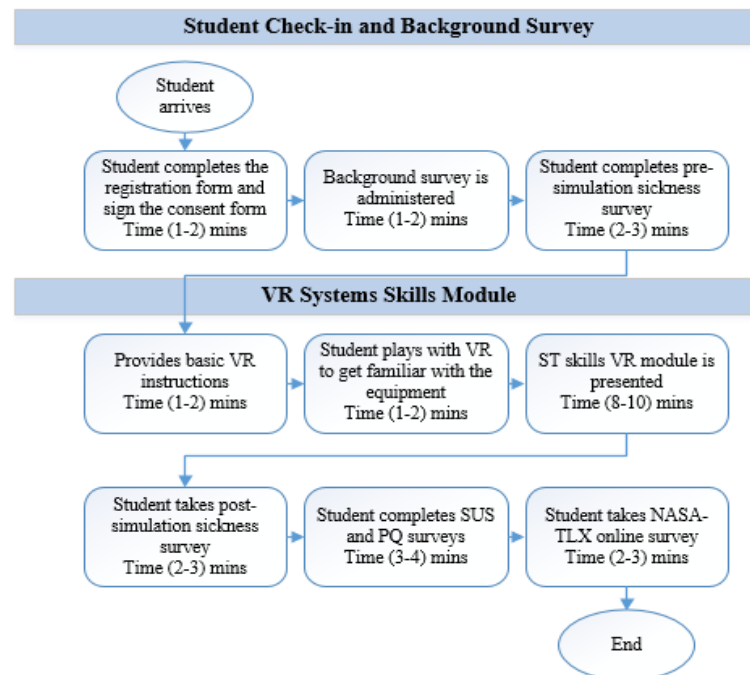 Student Check-in and Background Survey
Student
arrives
Student completes the
registration form and
sign the consent form
Time (1-2) mins
Background survey is
administered
Time (1-2) mins
Student completes pre-
simulation sickness
survey
Time (2-3) mins
VR Systems Skills Module
Provides basic VR
instructions
Time (1-2) mins
Student plays with VR
to get familiar with the
equipment
Time (1-2) mins
ST skills VR module is
presented
Time (8-10) mins
Student takes post-
simulation sickness
survey
Time (2-3) mins
Student completes SUS
and PQ surveys
Time (3-4) mins
Student takes NASA-
TLX online survey
Time (2-3) mins
End